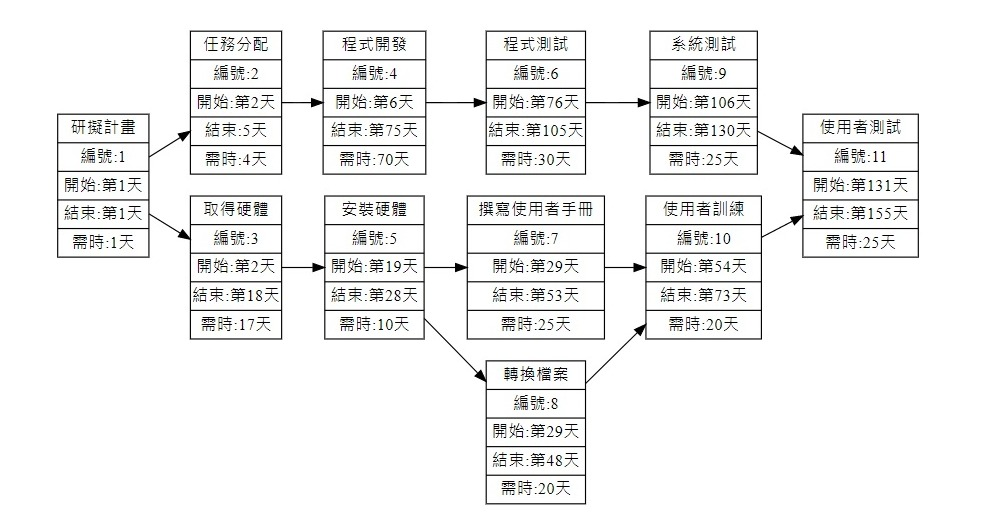 研擬計畫
編號:1
開始:第1天
結束:第1天
需時:1天
任務分配
編號:2
開始:第2天
結束:5天
需時:4天
程式開發
編號:4
開始:第6天
結束:第75天
需時:70天
程式測試
編號:6
開始:第76天
結束:第105天
需時:30天
系統測試
編號:9
開始:第106天
結束:第130天
需時:25天
取得硬體
編號:3
開始:第2天
結束:第18天
需時:17天
安裝硬體
編號:5
開始:第19天
結束:第28天
需時:10天
撰寫使用者手冊
編號:7
開始:第29天
結束:第53天
需時:25天
轉換檔案
編號:8
開始:第29天
結束:第48天
需時:20天
使用者訓練
編號:10
開始:第54天
結束:第73天
需時:20天
使用者測試
編號:11
開始:第131天
結束:第155天
需時:25天